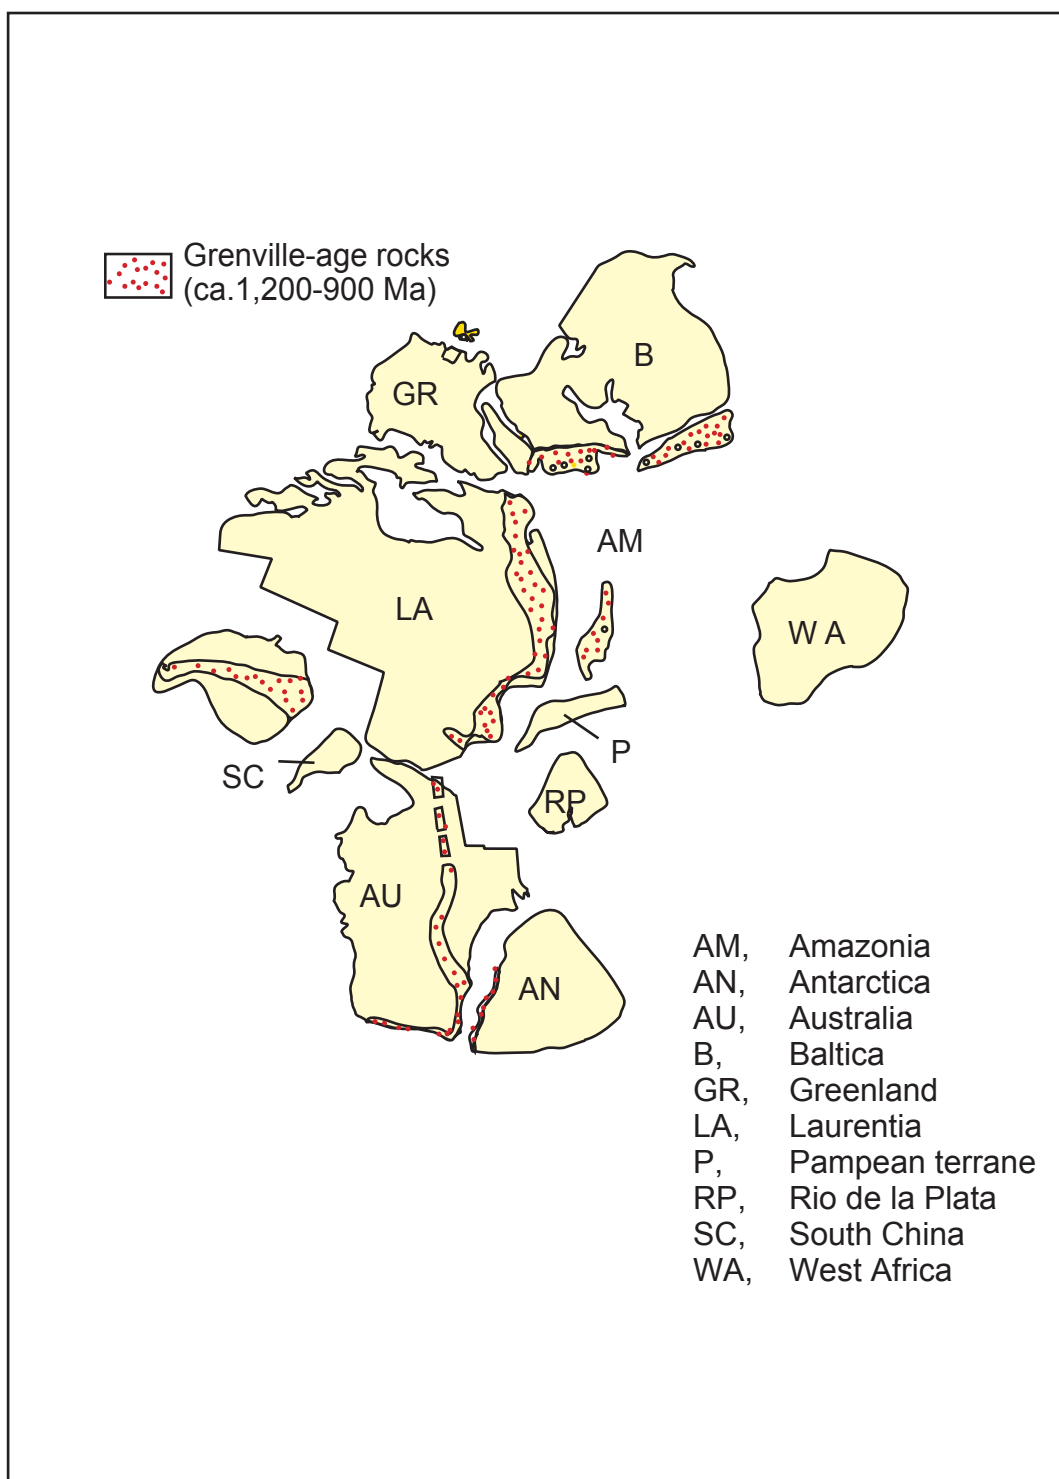 Grenville-age rocks
(ca.1,200-900 Ma)
B
GR
AM
LA
W A
P
SC
RP
AU
AN
AM, Amazonia
AN, Antarctica
AU, Australia
B, Baltica
GR, Greenland
LA, Laurentia
P, Pampean terrane
RP, Rio de la Plata
SC, South China
WA, West Africa